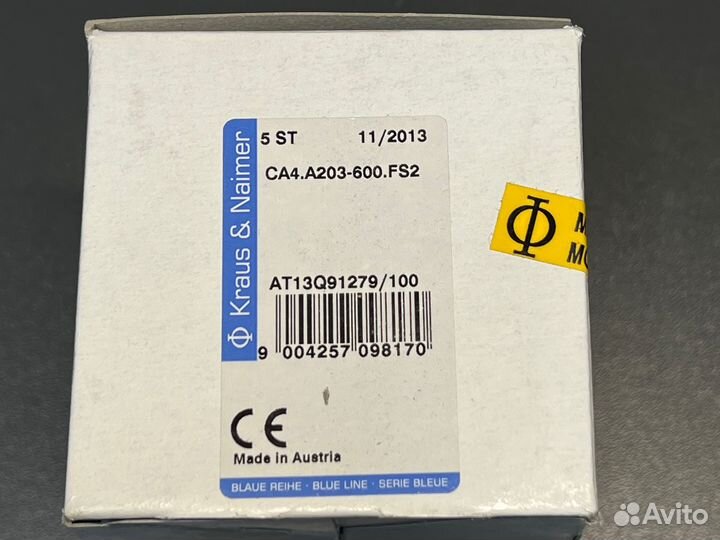 5 ST 11/2013
CA4.A203-600.FS2
Kraus & Naimer
AT13Q91279/100
9 004257 098170
CE
Made in Austria
BLAUE REIHE · BLUE LINE · SERIE BLEUE
Avito